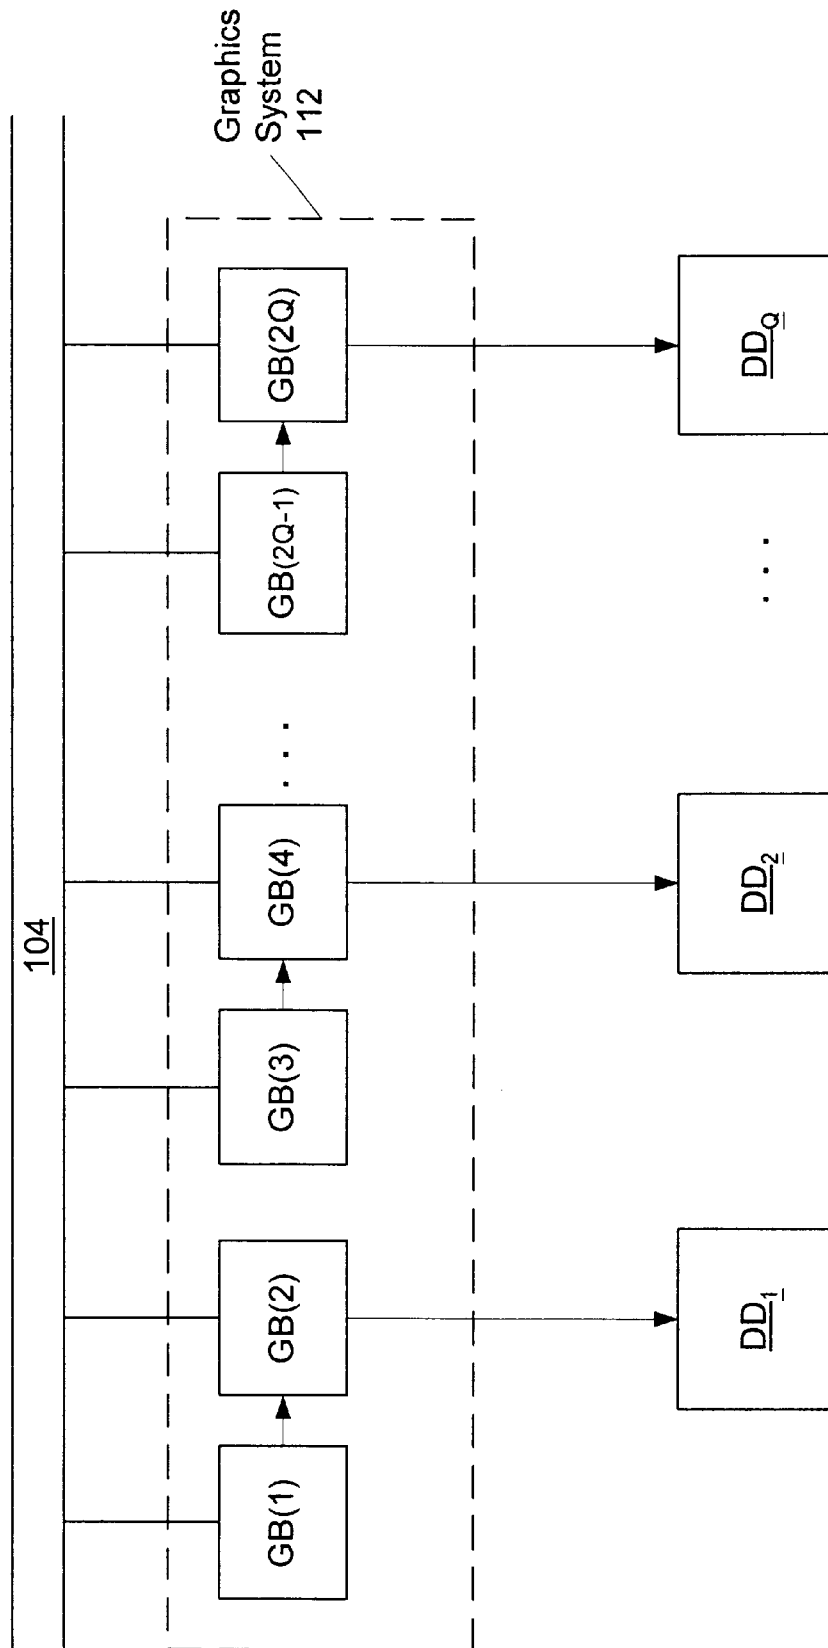 104
Graphics
System
112
GB(1)
GB(2)
GB(3)
GB(4)
. . .
GB(2Q-1)
GB(2Q)
DD1
DD2
. . .
DDQ